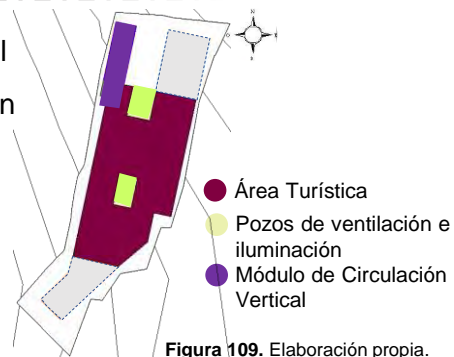 l
n
N
Área Turística
Pozos de ventilación e
iluminación
Módulo de Circulación
Vertical
Figura 109. Elaboración propia.